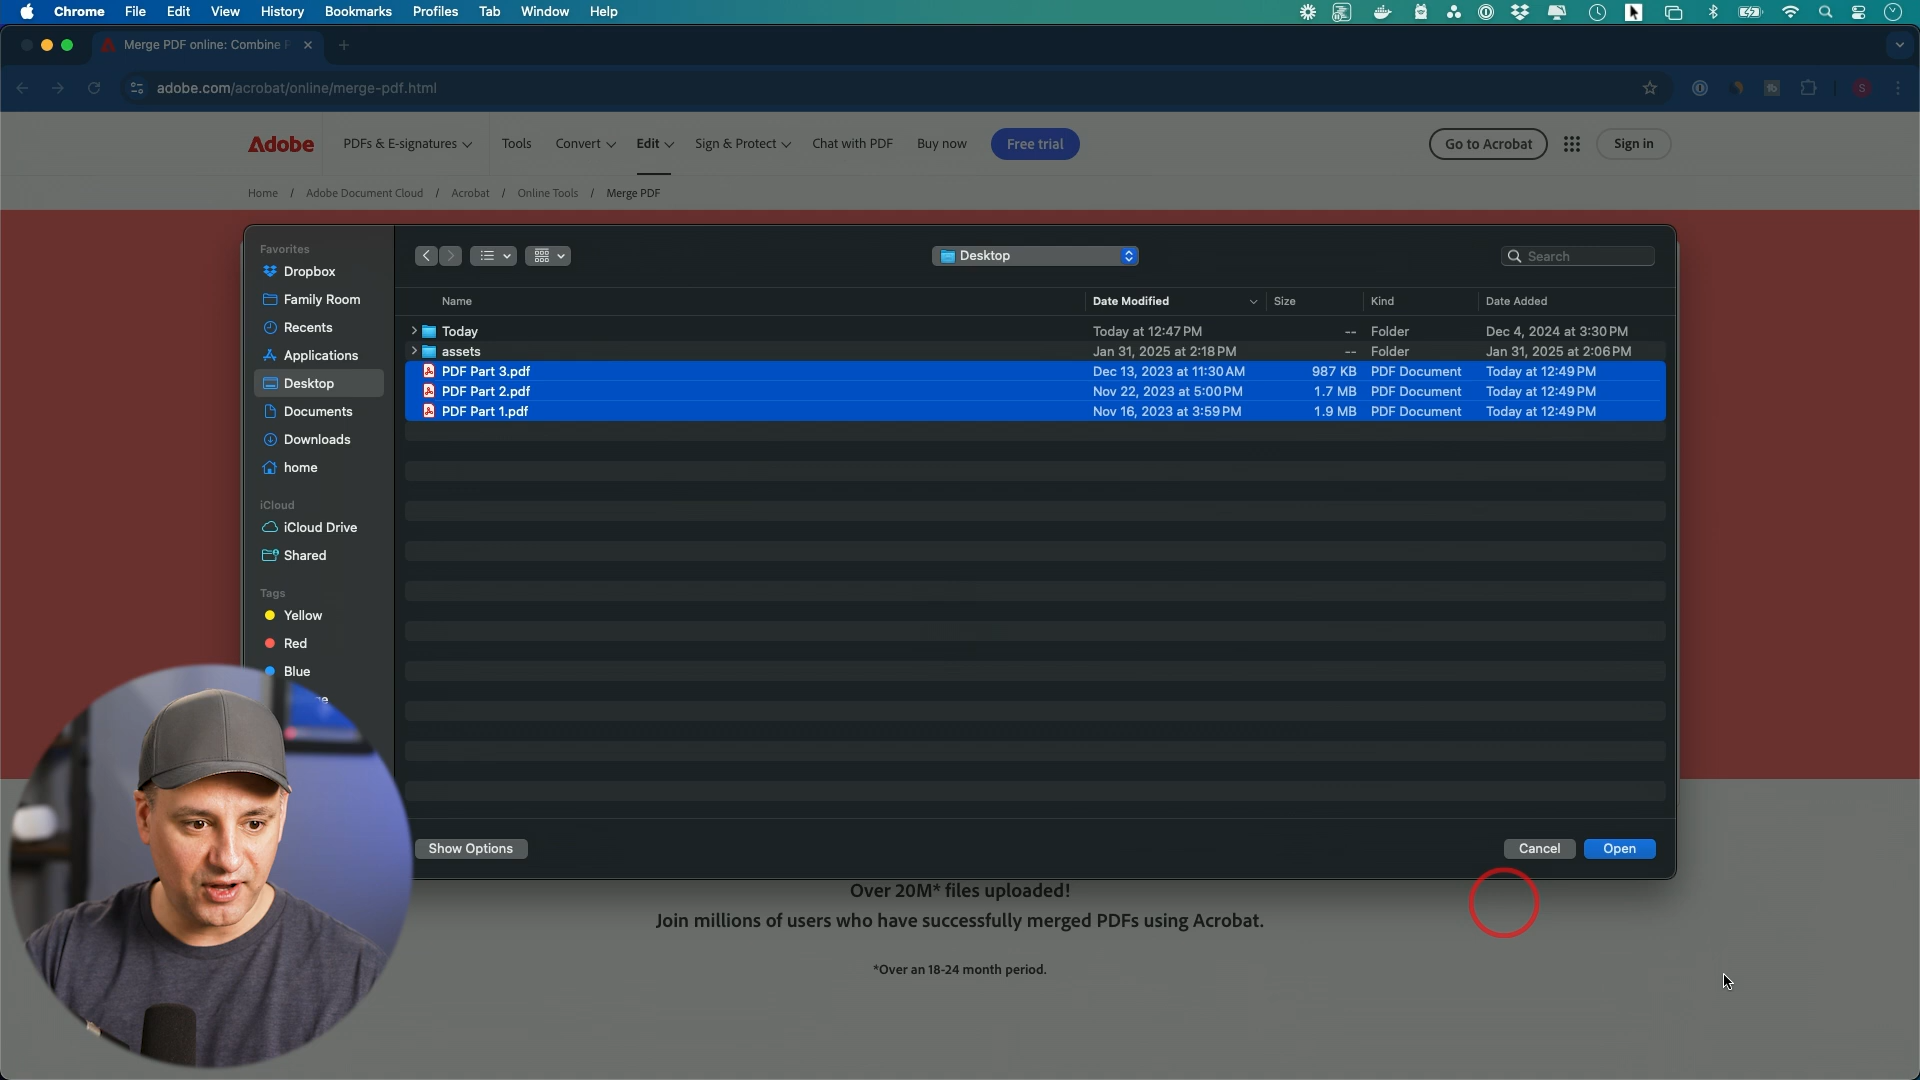 Chrome File Edit View History Bookmarks Profiles Tab Window Help
Merge PDF online: Combine
adobe.com/acrobat/online/merge-pdf.html
S
Adobe PDFs & E-signatures Tools Convert Edit Sign & Protect Chat with PDF Buy now Free trial Go to Acrobat Sign in
Home / Adobe Document Cloud / Acrobat / Online Tools / Merge PDF
Favorites
Dropbox
Family Room
Recents
Applications
Desktop
Documents
Downloads
home
iCloud
iCloud Drive
Shared
Tags
Yellow
Red
Blue
Desktop
Search
Name Date Modified Size Kind Date Added
Today Today at 12:47 PM -- Folder Dec 4, 2024 at 3:30 PM
assets Jan 31, 2025 at 2:18 PM -- Folder Jan 31, 2025 at 2:06 PM
PDF Part 3.pdf Dec 13, 2023 at 11:30 AM 987 KB PDF Document Today at 12:49 PM
PDF Part 2.pdf Nov 22, 2023 at 5:00 PM 1.7 MB PDF Document Today at 12:49 PM
PDF Part 1.pdf Nov 16, 2023 at 3:59 PM 1.9 MB PDF Document Today at 12:49 PM
Show Options
Cancel Open
Over 20M* files uploaded!
Join millions of users who have successfully merged PDFs using Acrobat.
*Over an 18-24 month period.